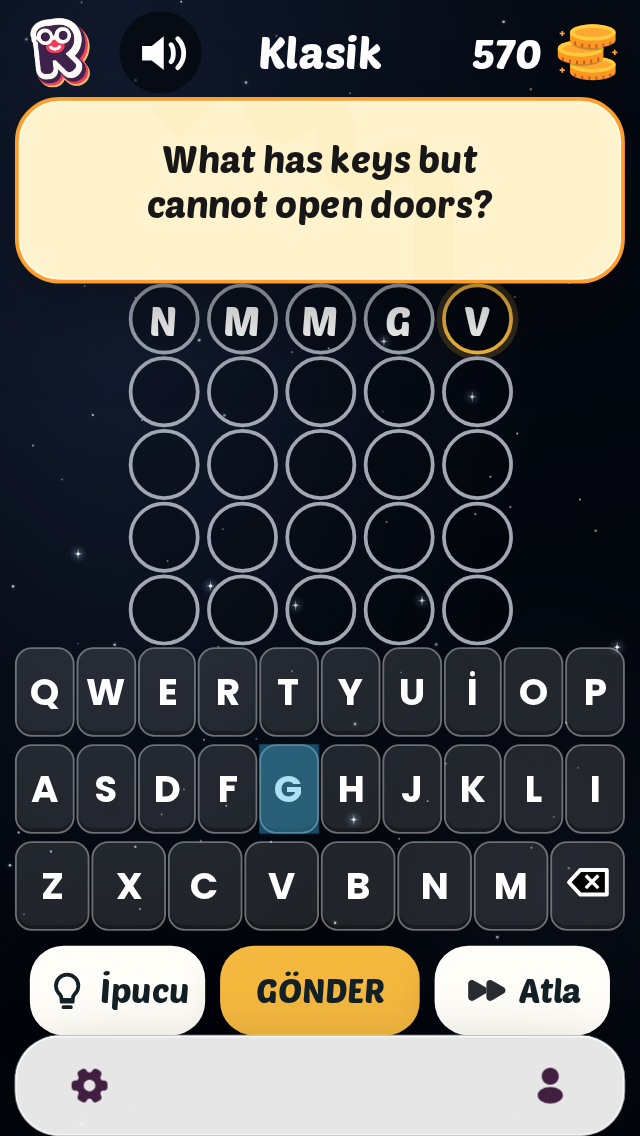 Klasik
570
What has keys but
cannot open doors?
N M M G V
Q W E R T Y U İ O P
A S D F G H J K L I
Z X C V B N M
İpucu
GÖNDER
Atla